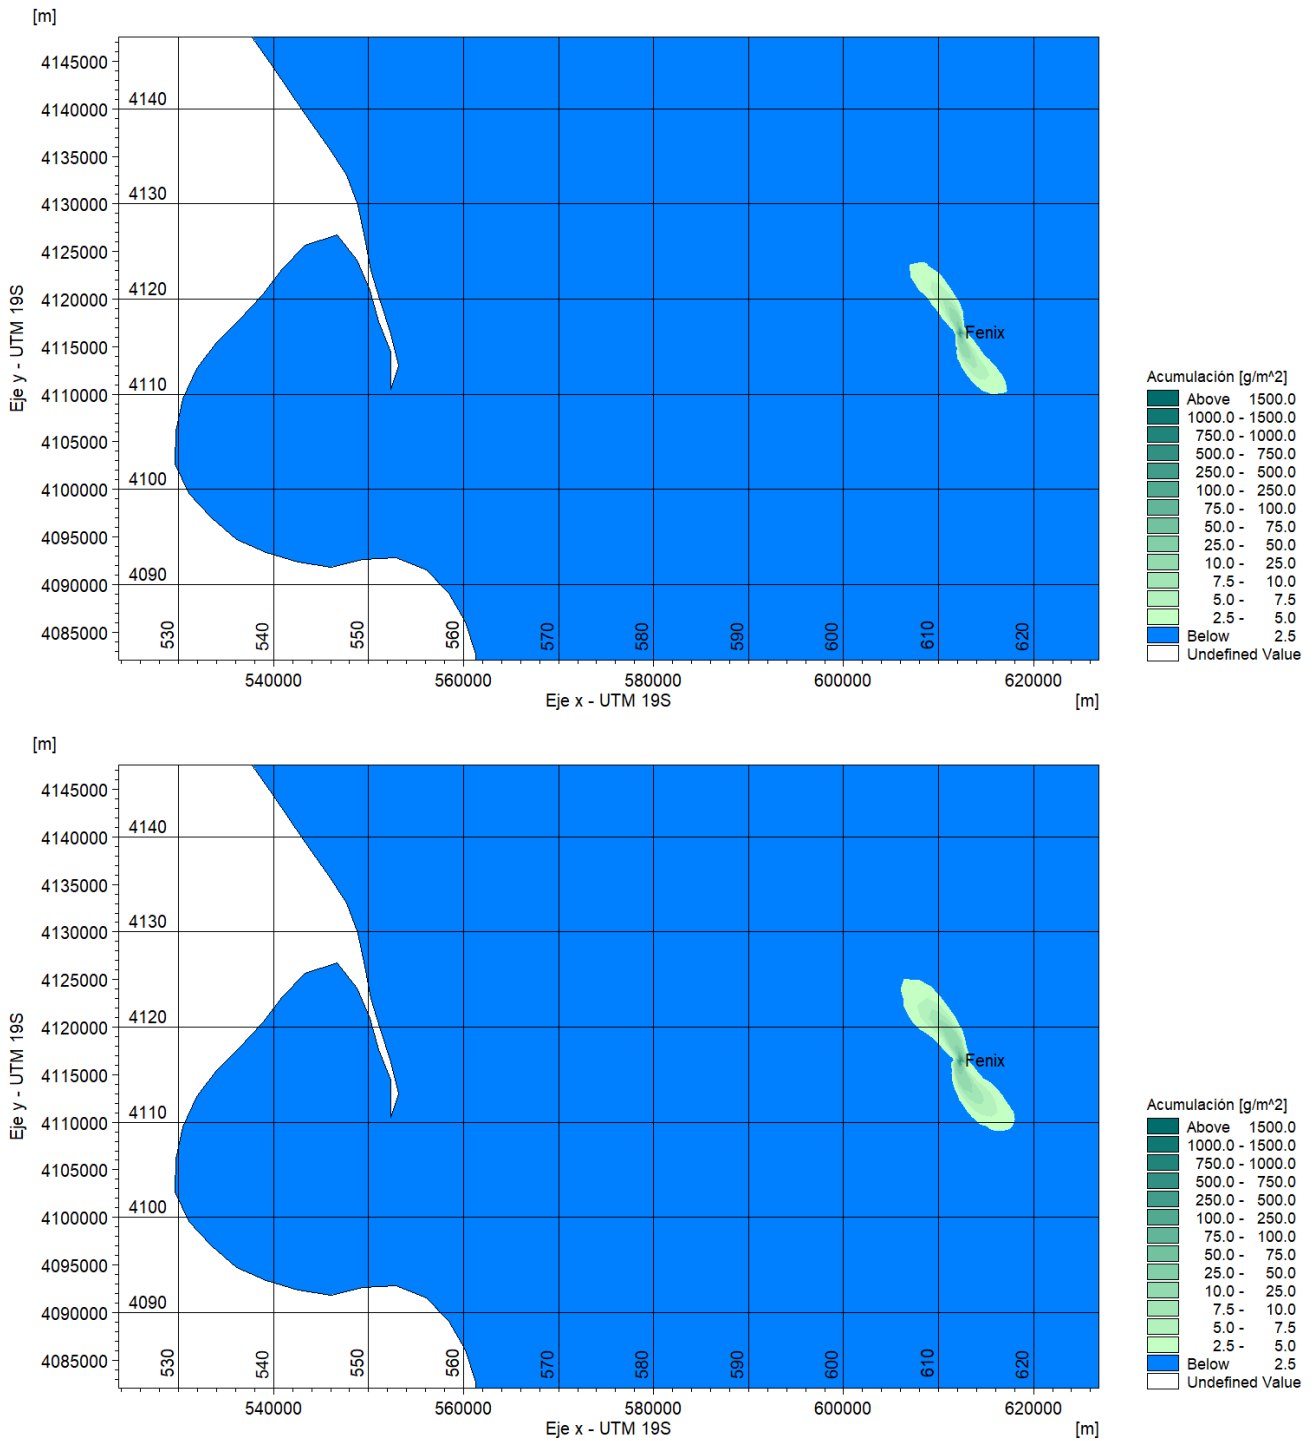 [m]
4145000
4140
4140000
4135000
4130
4130000
4125000
4120
4120000
Fenix
4115000
4110
4110000
4105000
4100
4100000
4095000
4090
4090000
4085000
530
540
550
560
570
580
590
600
610
620
540000
560000
580000
600000
620000
Eje x - UTM 19S
[m]
Eje y - UTM 19S
Acumulación [g/m^2]
Above 1500.0
1000.0 - 1500.0
750.0 - 1000.0
500.0 - 750.0
250.0 - 500.0
100.0 - 250.0
75.0 - 100.0
50.0 - 75.0
25.0 - 50.0
10.0 - 25.0
7.5 - 10.0
5.0 - 7.5
2.5 - 5.0
Below 2.5
Undefined Value
[m]
4145000
4140
4140000
4135000
4130
4130000
4125000
4120
4120000
Fenix
4115000
4110
4110000
4105000
4100
4100000
4095000
4090
4090000
4085000
530
540
550
560
570
580
590
600
610
620
540000
560000
580000
600000
620000
Eje x - UTM 19S
[m]
Eje y - UTM 19S
Acumulación [g/m^2]
Above 1500.0
1000.0 - 1500.0
750.0 - 1000.0
500.0 - 750.0
250.0 - 500.0
100.0 - 250.0
75.0 - 100.0
50.0 - 75.0
25.0 - 50.0
10.0 - 25.0
7.5 - 10.0
5.0 - 7.5
2.5 - 5.0
Below 2.5
Undefined Value